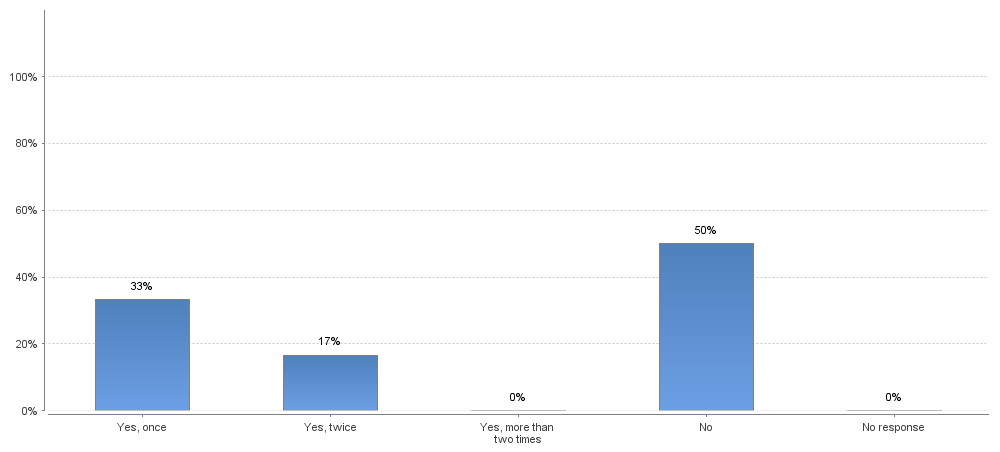 100%
80%
60%
40%
20%
0%
33%
17%
0%
50%
0%
Yes, once
Yes, twice
Yes, more than
two times
No
No response